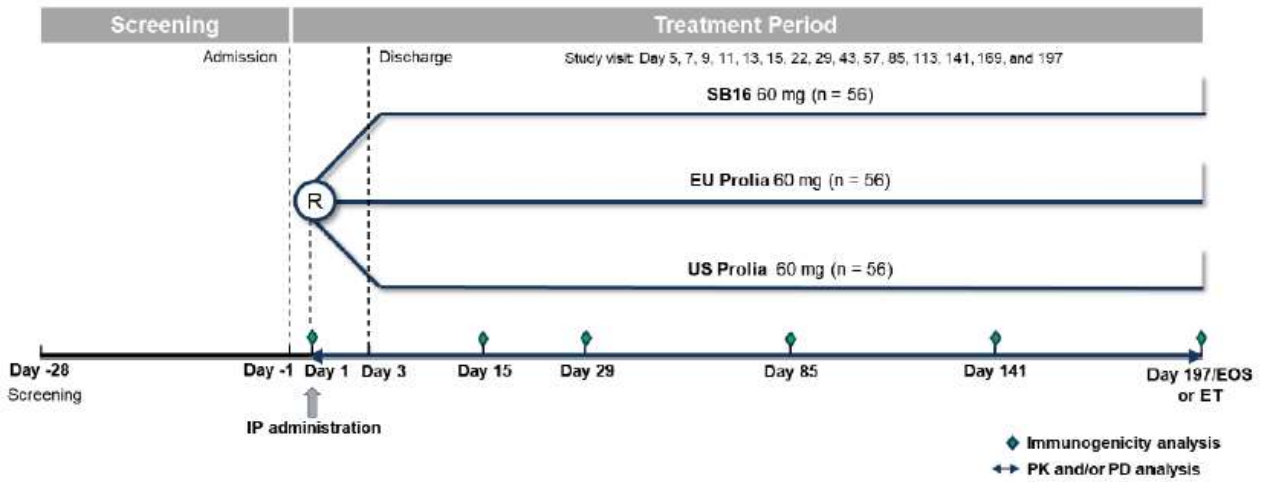 Screening
Treatment Period
Admission
Discharge
Study visit: Day 5, 7, 9, 11, 13, 15, 22, 29, 43, 57, 85, 113, 141, 169, and 197
SB16 60 mg (n = 56)
R
EU Prolia 60 mg (n = 56)
US Prolia 60 mg (n = 56)
Day -28
Day -1
Day 1
Day 3
Day 15
Day 29
Day 85
Day 141
Day 197/EOS
or ET
Screening
IP administration
Immunogenicity analysis
PK and/or PD analysis